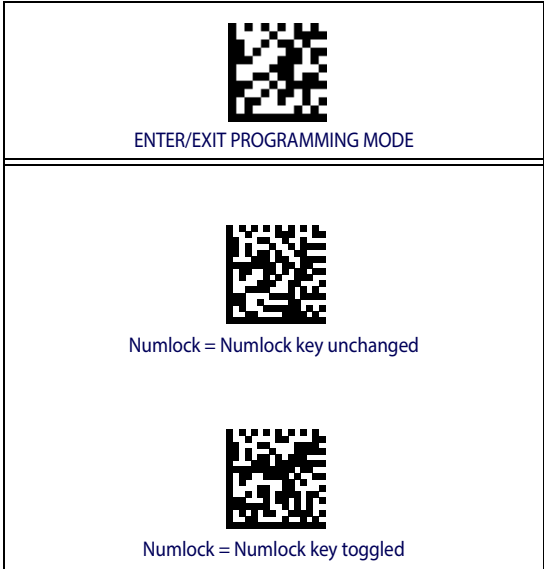 ENTER/EXIT PROGRAMMING MODE
Numlock = Numlock key unchanged
Numlock = Numlock key toggled